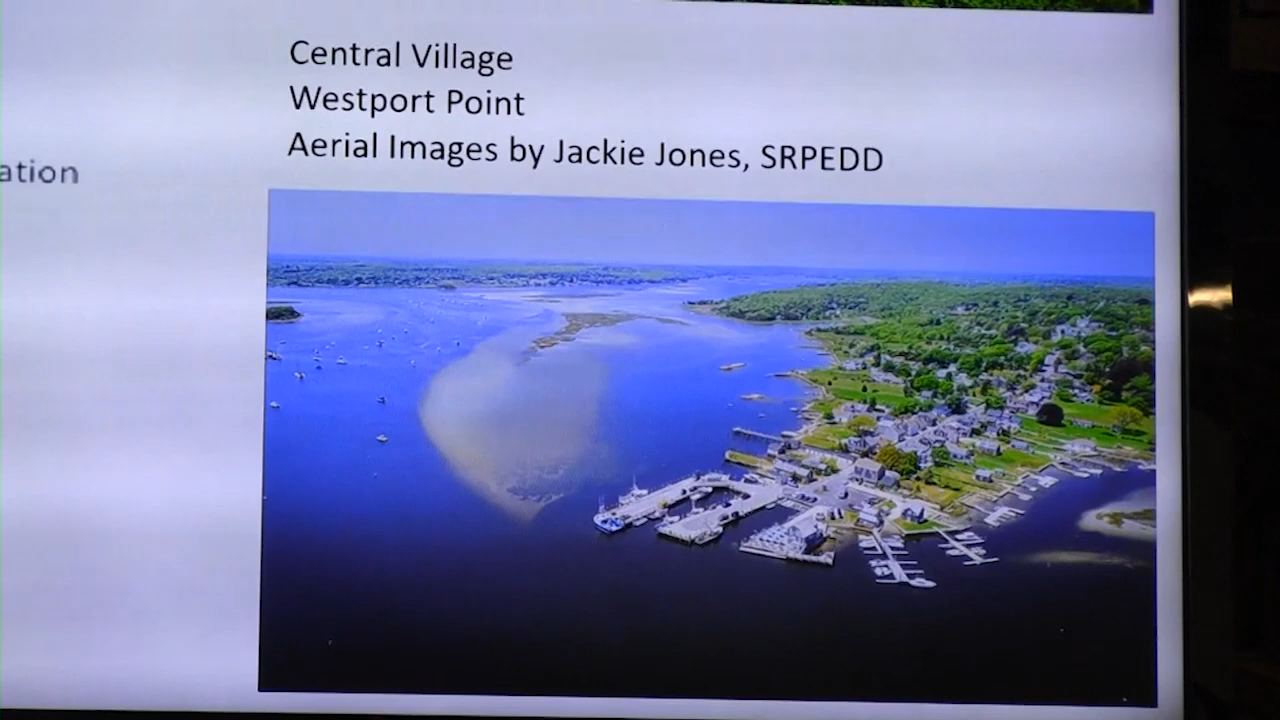 Central Village
Westport Point
Aerial Images by Jackie Jones, SRPEDD
ation